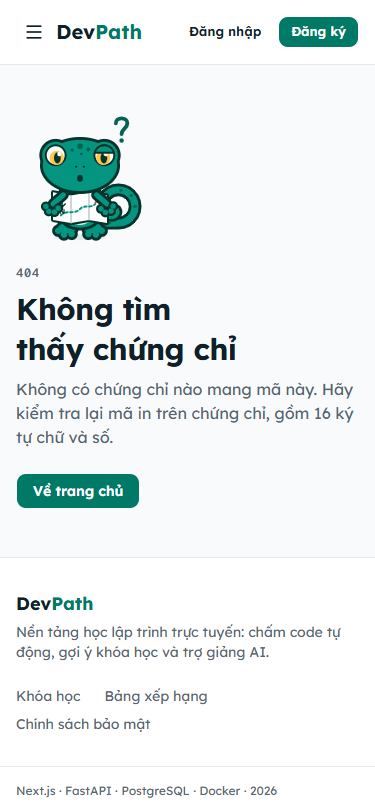 DevPath
Đăng nhập
Đăng ký
?
404
Không tìm
thấy chứng chỉ
Không có chứng chỉ nào mang mã này. Hãy
kiểm tra lại mã in trên chứng chỉ, gồm 16 ký
tự chữ và số.
Về trang chủ
DevPath
Nền tảng học lập trình trực tuyến: chấm code tự
động, gợi ý khóa học và trợ giảng AI.
Khóa học
Bảng xếp hạng
Chính sách bảo mật
Next.js · FastAPI · PostgreSQL · Docker · 2026